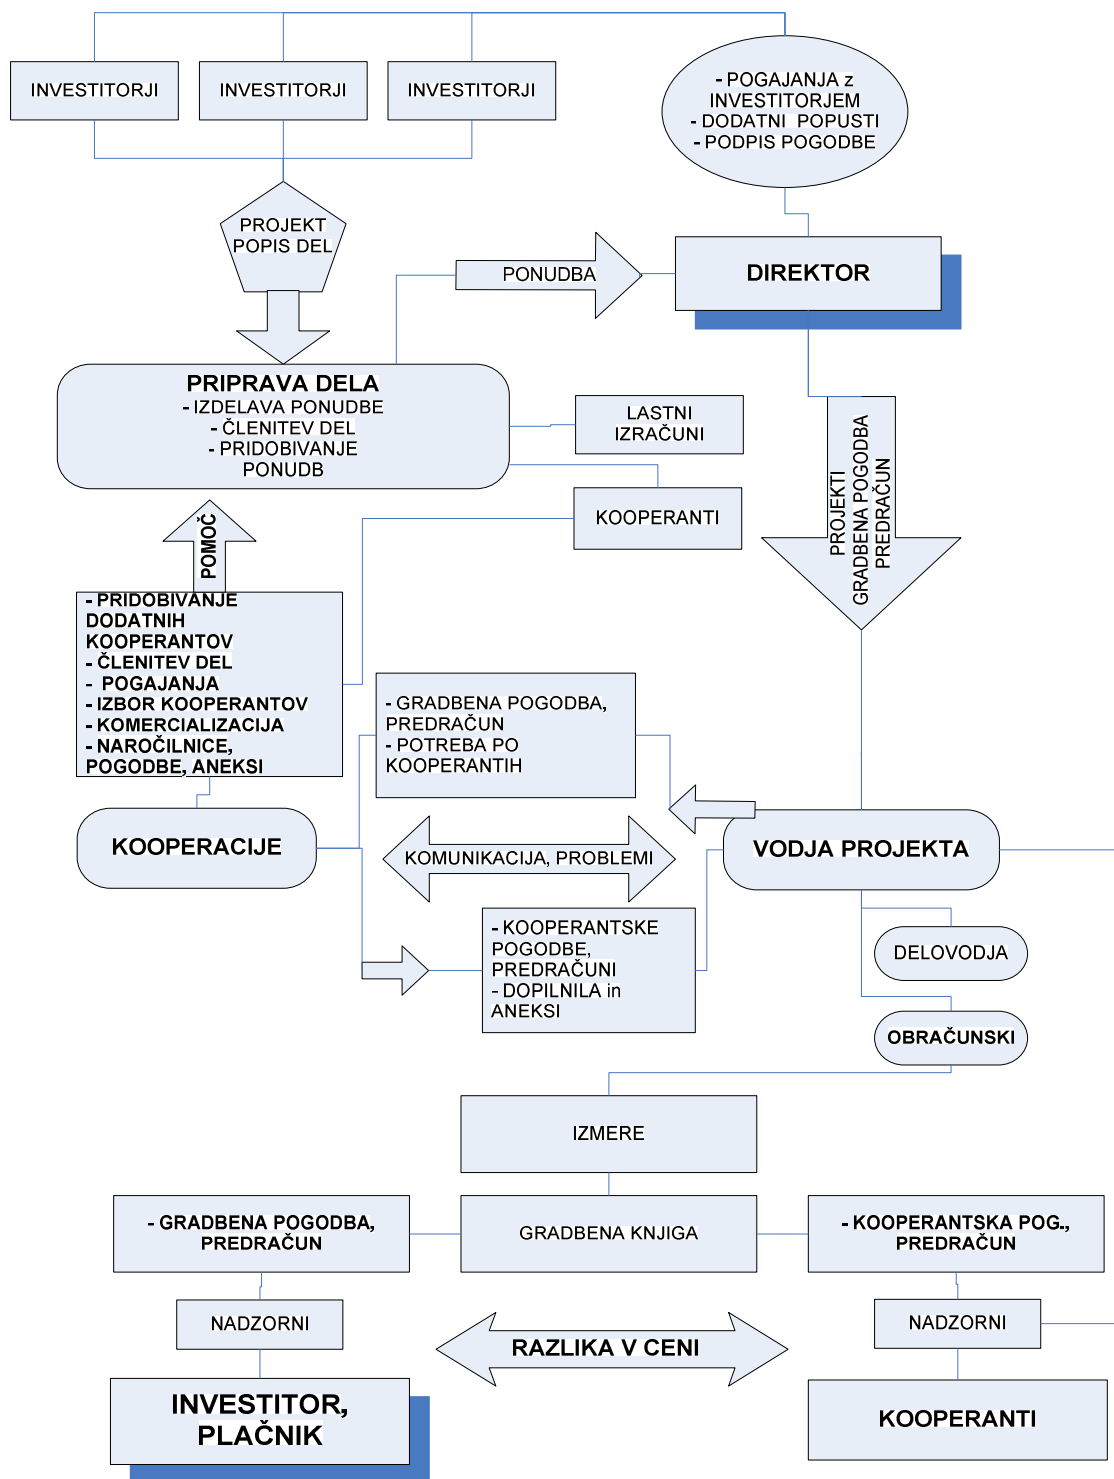 INVESTITORJI
INVESTITORJI
INVESTITORJI
- POGAJANJA z
INVESTITORJEM
- DODATNI POPUSTI
- PODPIS POGODBE
PROJEKT
POPIS DEL
PONUDBA
DIREKTOR
PRIPRAVA DELA
- IZDELAVA PONUDBE
- ČLENITEV DEL
- PRIDOBIVANJE
PONUDB
LASTNI
IZRAČUNI
KOOPERANTI
PROJEKTI
GRADBENA POGODBA
PREDRAČUN
POMOČ
- PRIDOBIVANJE
DODATNIH
KOOPERANTOV
- ČLENITEV DEL
- POGAJANJA
- IZBOR KOOPERANTOV
- KOMERCIALIZACIJA
- NAROČILNICE,
POGODBE, ANEKSI
- GRADBENA POGODBA,
PREDRAČUN
- POTREBA PO
KOOPERANTIH
KOOPERACIJE
KOMUNIKACIJA, PROBLEMI
VODJA PROJEKTA
- KOOPERANTSKE
POGODBE,
PREDRAČUNI
- DOPILNILA in
ANEKSI
DELOVODJA
OBRAČUNSKI
IZMERE
- GRADBENA POGODBA,
PREDRAČUN
GRADBENA KNJIGA
- KOOPERANTSKA POG.,
PREDRAČUN
NADZORNI
RAZLIKA V CENI
NADZORNI
INVESTITOR,
PLAČNIK
KOOPERANTI